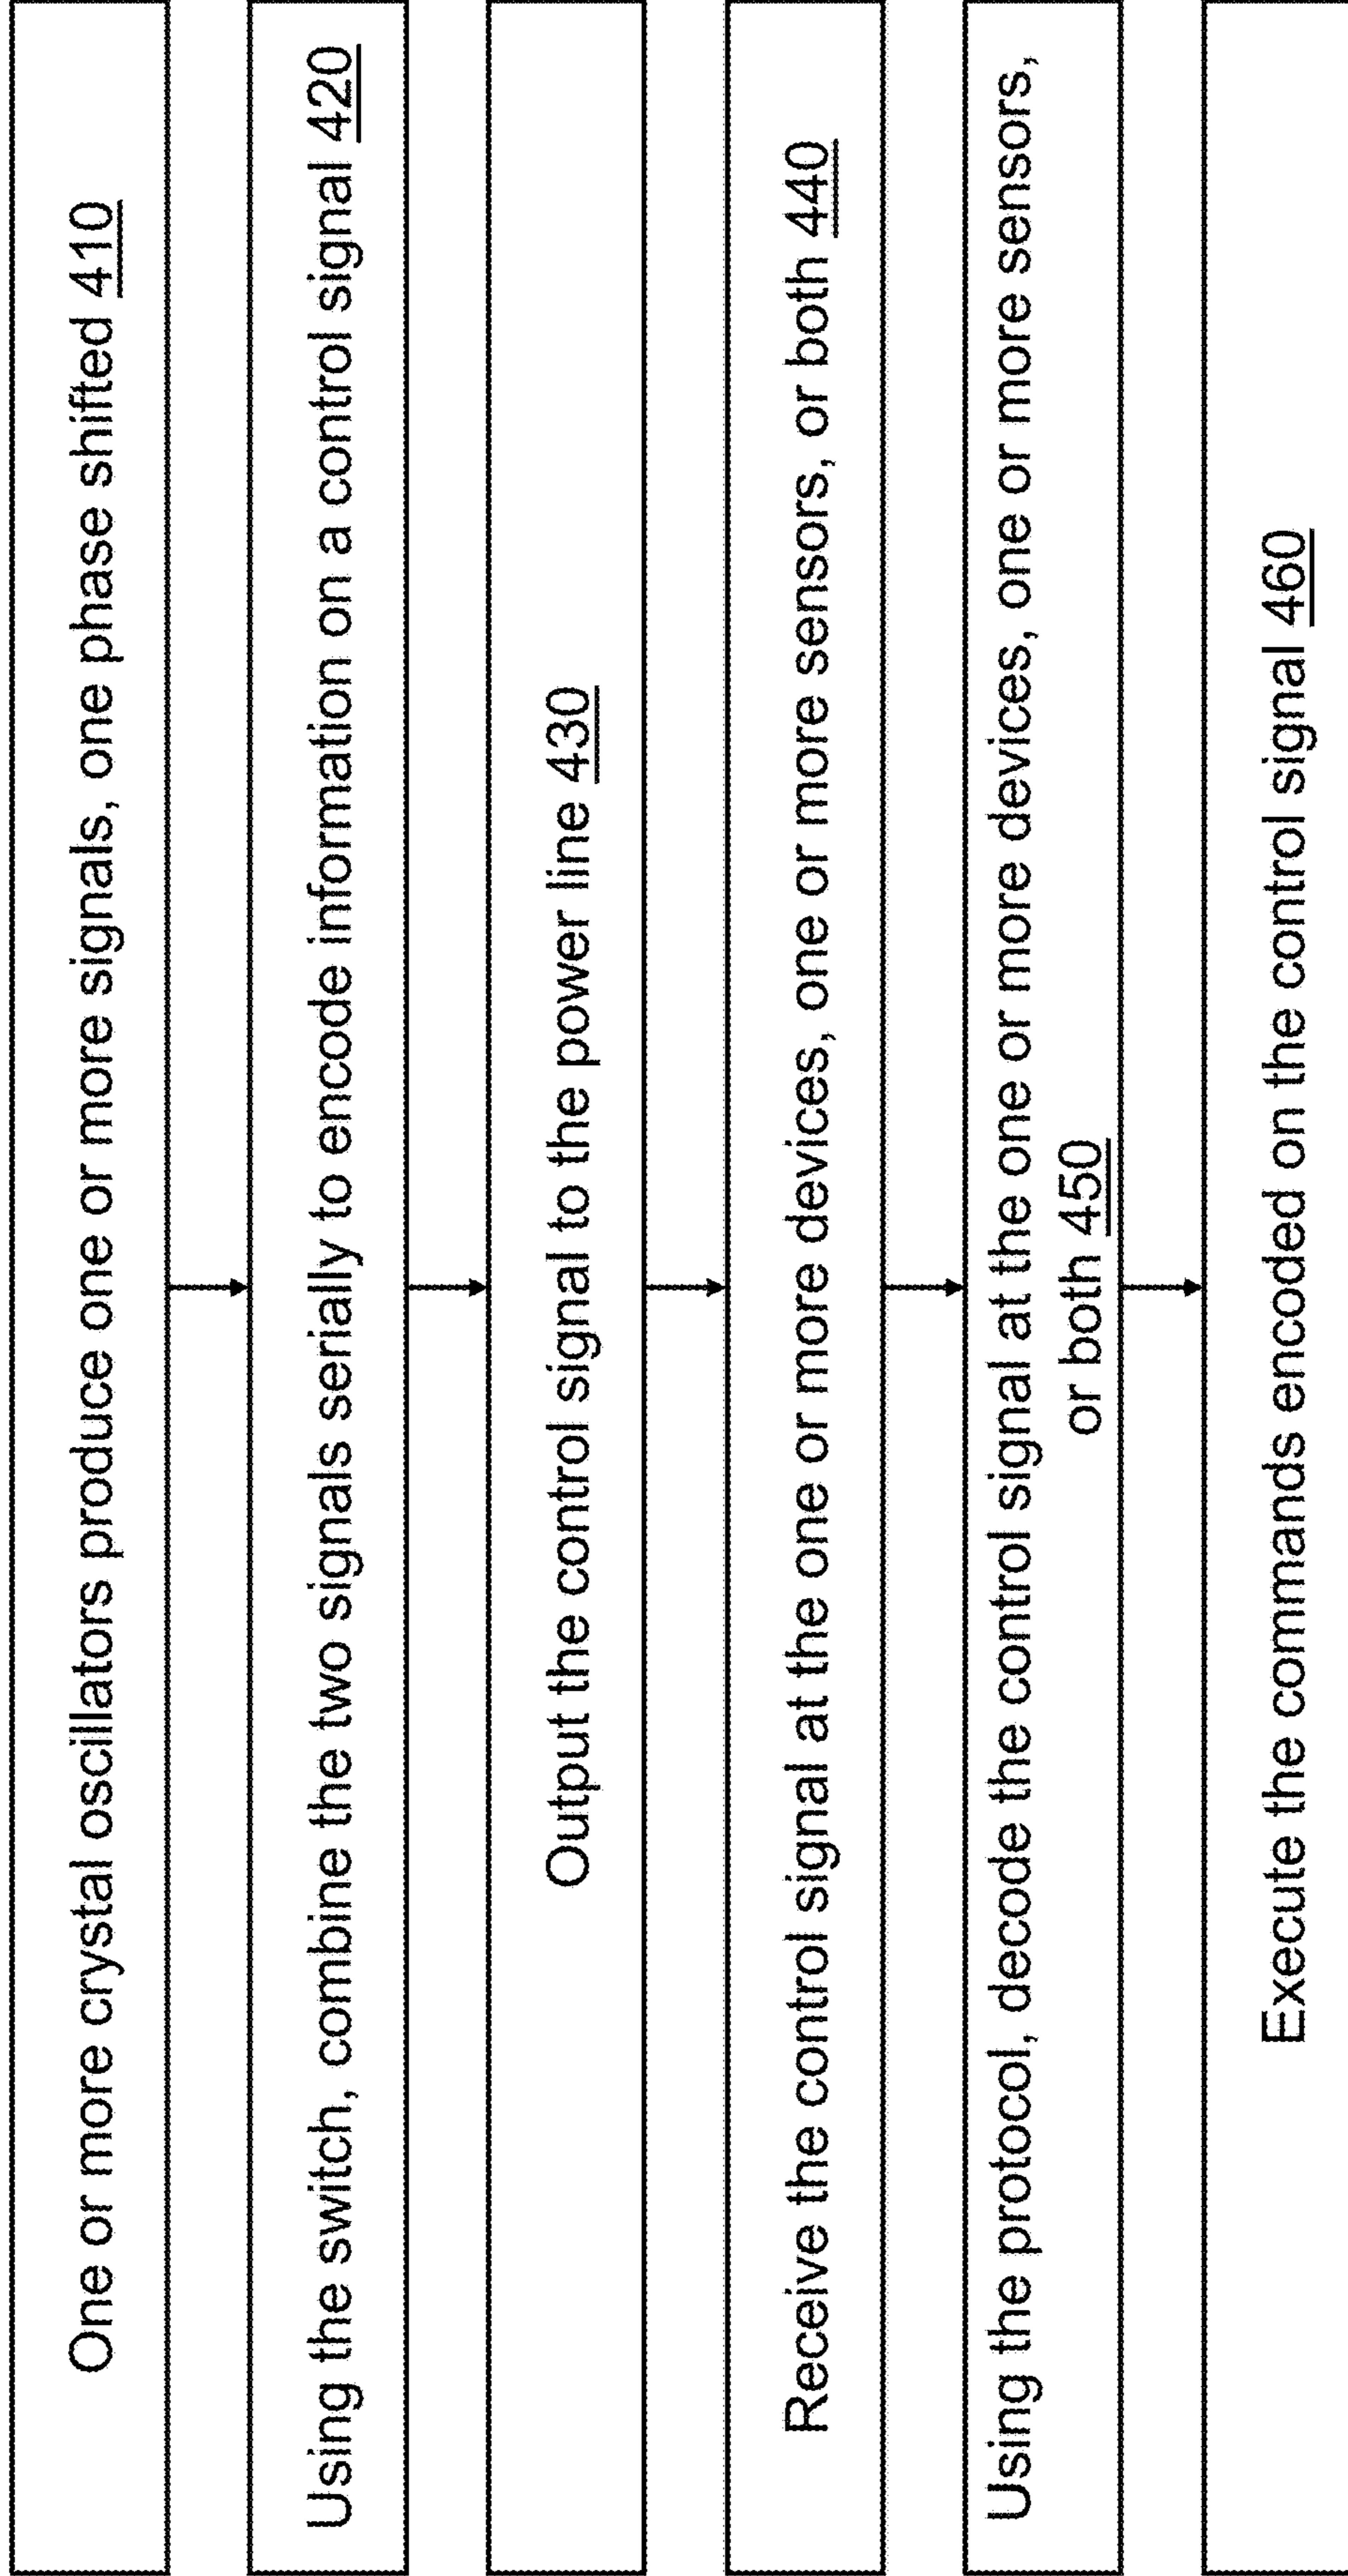 One or more crystal oscillators produce one or more signals, one phase shifted 410
Using the switch, combine the two signals serially to encode information on a control signal 420
Output the control signal to the power line 430
Receive the control signal at the one or more devices, one or more sensors, or both 440
Using the protocol, decode the control signal at the one or more devices, one or more sensors,
or both 450
Execute the commands encoded on the control signal 460